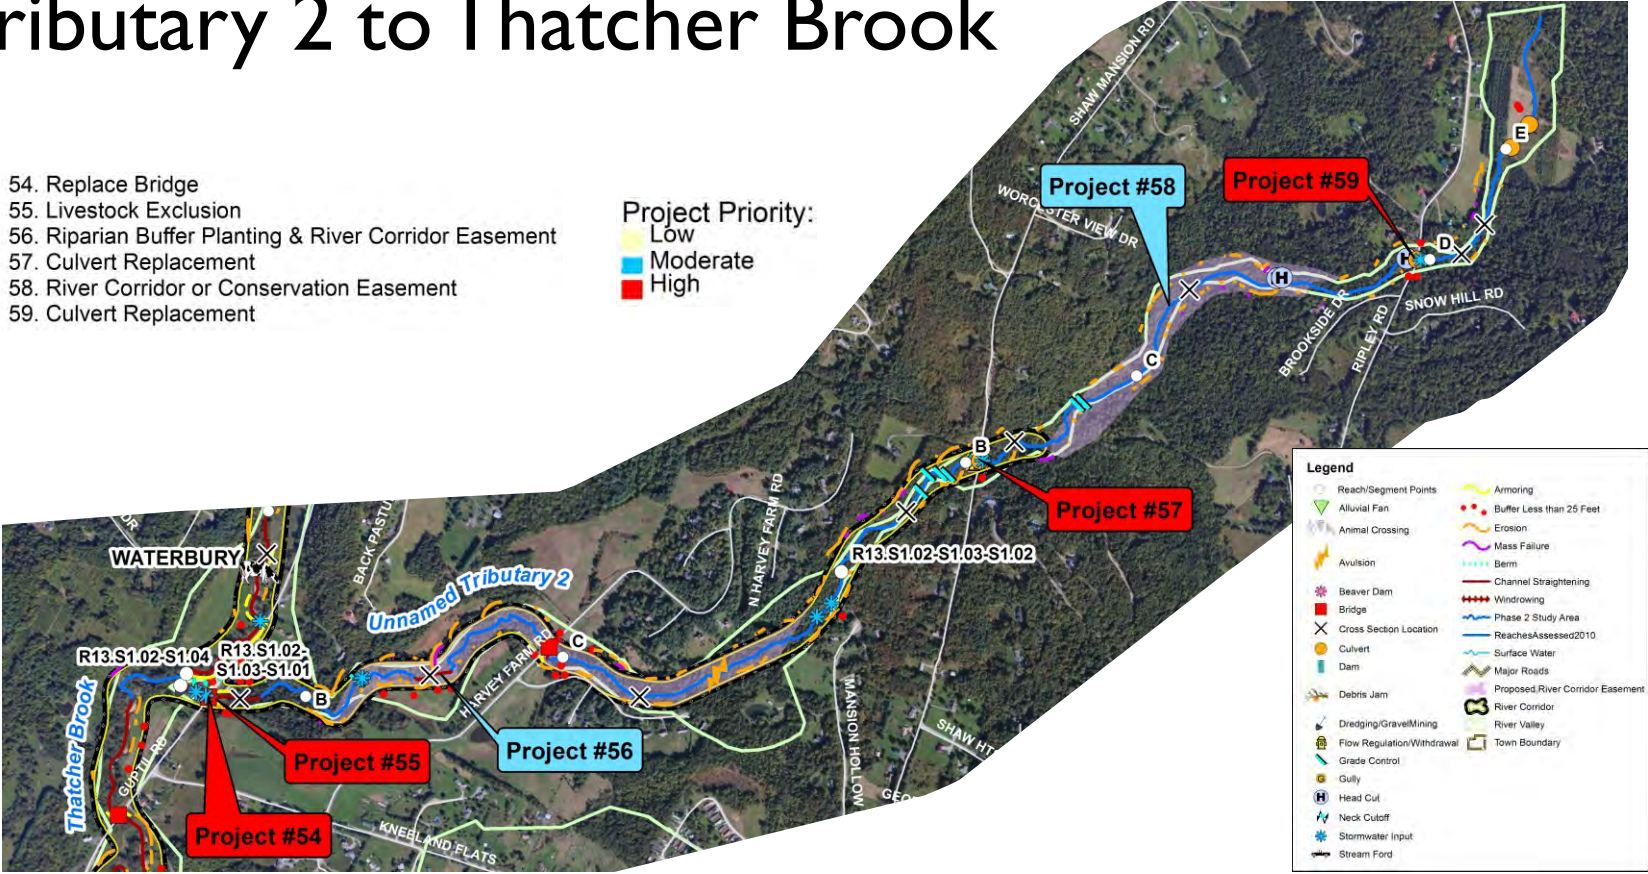 ributary 2 to Thatcher Brook
54. Replace Bridge
55. Livestock Exclusion
56. Riparian Buffer Planting & River Corridor Easement
57. Culvert Replacement
58. River Corridor or Conservation Easement
59. Culvert Replacement
Project Priority:
Low
Moderate
High
SHAW MANSION RD
WORCESTER VIEW DR
Project #58
Project #59
E
D
H
H
SNOW HILL RD
BROOKSIDE DR
RIPLEY RD
C
B
Project #57
R13.S1.02-S1.03-S1.02
N HARVEY FARM RD
BACK PASTU
DR
WATERBURY
Unnamed Tributary 2
R13.S1.02-S1.04
R13.S1.02-
S1.03-S1.01
B
C
HARVEY FARM RD
Thatcher Brook
GUPTIL RD
Project #55
Project #56
Project #54
KNEELAND FLATS
MANSION HOLLOW
SHAW HT
GEO
Legend
Reach/Segment Points
Alluvial Fan
Animal Crossing
Avulsion
Beaver Dam
Bridge
Cross Section Location
Culvert
Dam
Debris Jam
Dredging/GravelMining
Flow Regulation/Withdrawal
Grade Control
Gully
Head Cut
Neck Cutoff
Stormwater Input
Stream Ford
Armoring
Buffer Less than 25 Feet
Erosion
Mass Failure
Berm
Channel Straightening
Windrowing
Phase 2 Study Area
ReachesAssessed2010
Surface Water
Major Roads
Proposed River Corridor Easement
River Corridor
River Valley
Town Boundary